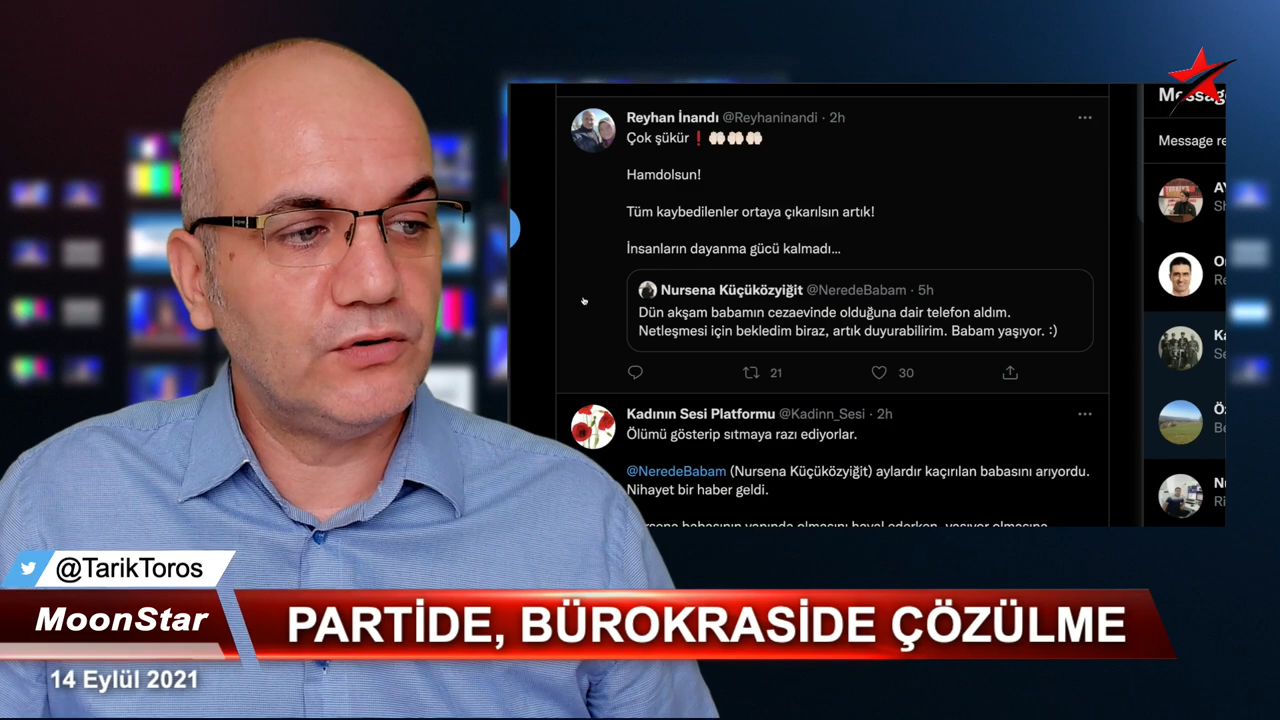 Reyhan İnandı @Reyhaninandi · 2h
Çok şükür❗🤲🏻🤲🏻🤲🏻
Hamdolsun!
Tüm kaybedilenler ortaya çıkarılsın artık!
İnsanların dayanma gücü kalmadı...
Nursena Küçüközyiğit @NeredeBabam · 5h
Dün akşam babamın cezaevinde olduğuna dair telefon aldım.
Netleşmesi için bekledim biraz, artık duyurabilirim. Babam yaşıyor. :)
21
30
Kadının Sesi Platformu @Kadinn_Sesi · 2h
Ölümü gösterip sıtmaya razı ediyorlar.
@NeredeBabam (Nursena Küçüközyiğit) aylardır kaçırılan babasını arıyordu.
Nihayet bir haber geldi.
Message re
@TarikToros
MoonStar
PARTİDE, BÜROKRASİDE ÇÖZÜLME
14 Eylül 2021